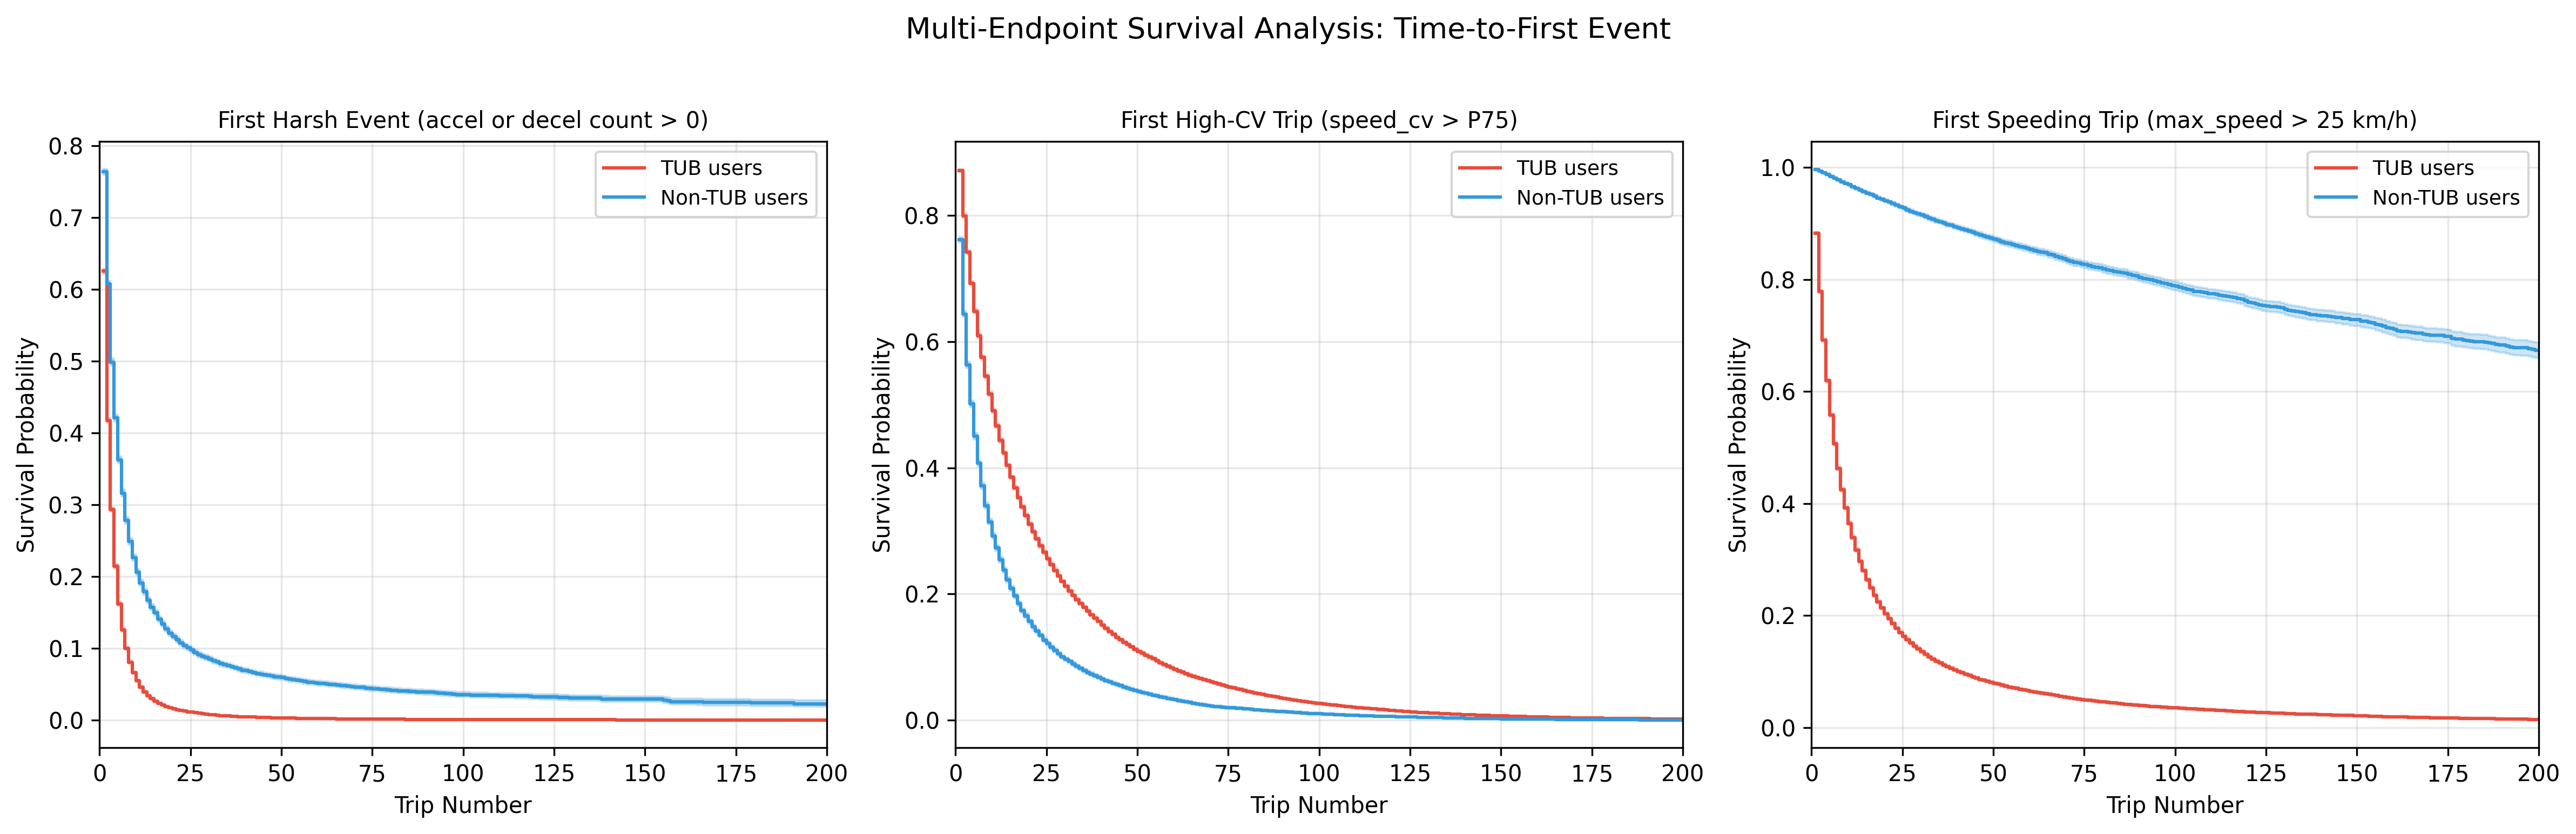 Multi-Endpoint Survival Analysis: Time-to-First Event
First Harsh Event (accel or decel count > 0)
Survival Probability
0.8
0.7
0.6
0.5
0.4
0.3
0.2
0.1
0.0
TUB users
Non-TUB users
0 25 50 75 100 125 150 175 200
Trip Number
First High-CV Trip (speed_cv > P75)
Survival Probability
0.8
0.6
0.4
0.2
0.0
TUB users
Non-TUB users
0 25 50 75 100 125 150 175 200
Trip Number
First Speeding Trip (max_speed > 25 km/h)
Survival Probability
1.0
0.8
0.6
0.4
0.2
0.0
TUB users
Non-TUB users
0 25 50 75 100 125 150 175 200
Trip Number